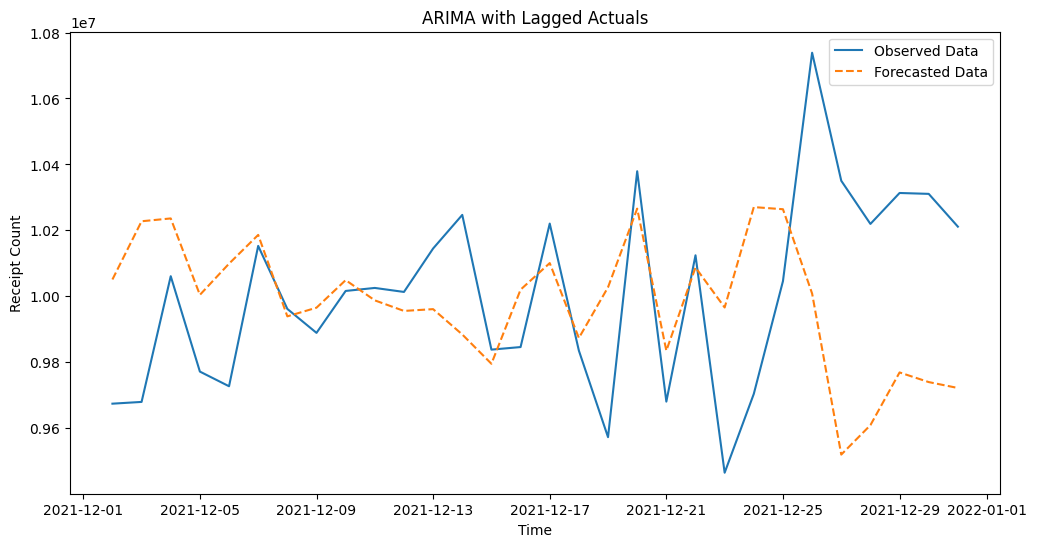 ARIMA with Lagged Actuals
1e7
1.08
1.06
1.04
1.02
1.00
0.98
0.96
Receipt Count
Observed Data
Forecasted Data
2021-12-01 2021-12-05 2021-12-09 2021-12-13 2021-12-17 2021-12-21 2021-12-25 2021-12-29 2022-01-01
Time